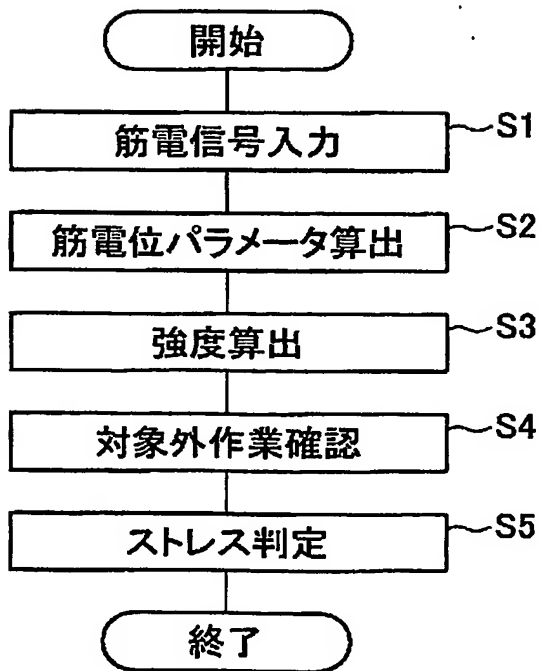 開始
筋電信号入力 S1
筋電位パラメータ算出 S2
強度算出 S3
対象外作業確認 S4
ストレス判定 S5
終了